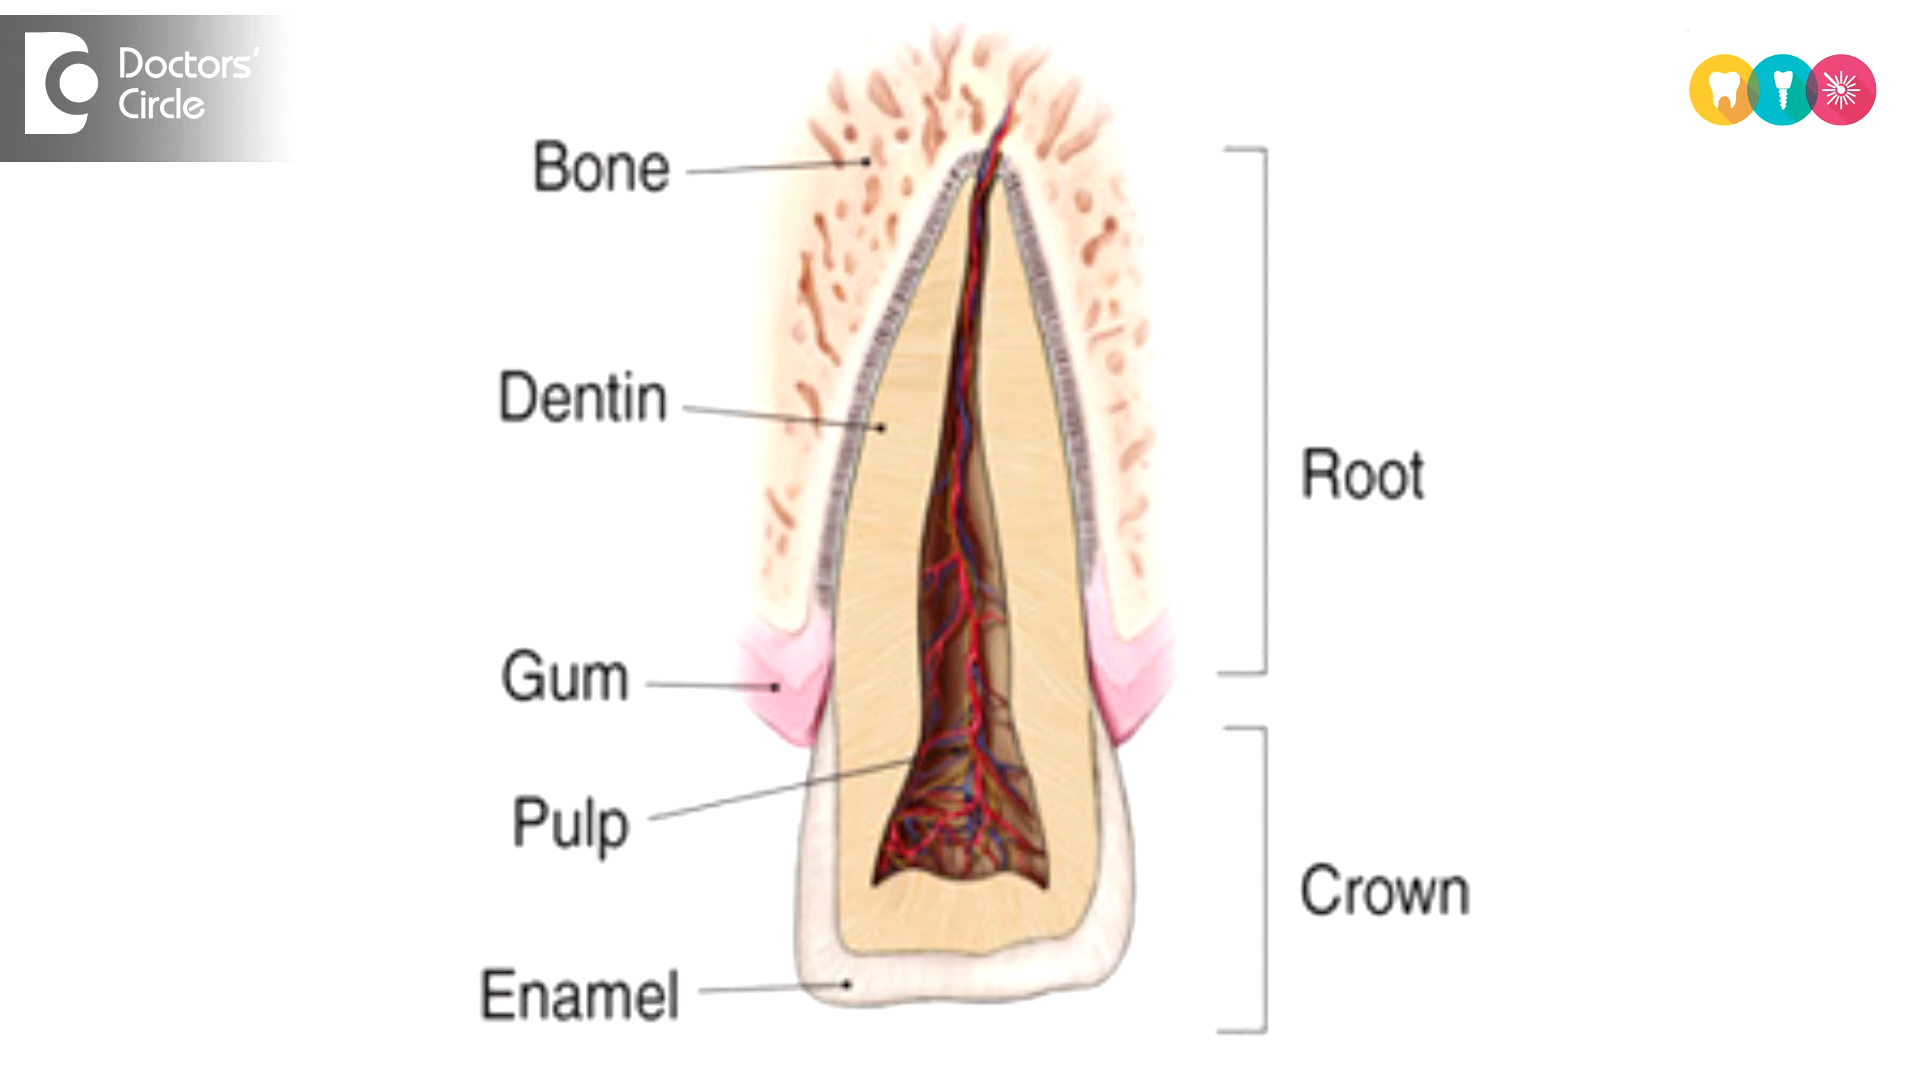 Doctors'
Circle
Bone
Dentin
Root
Gum
Pulp
Crown
Enamel